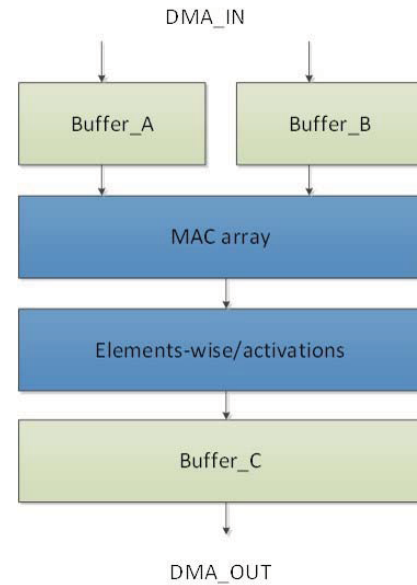 DMA_IN
Buffer_A
Buffer_B
MAC array
Elements-wise/activations
Buffer_C
DMA_OUT